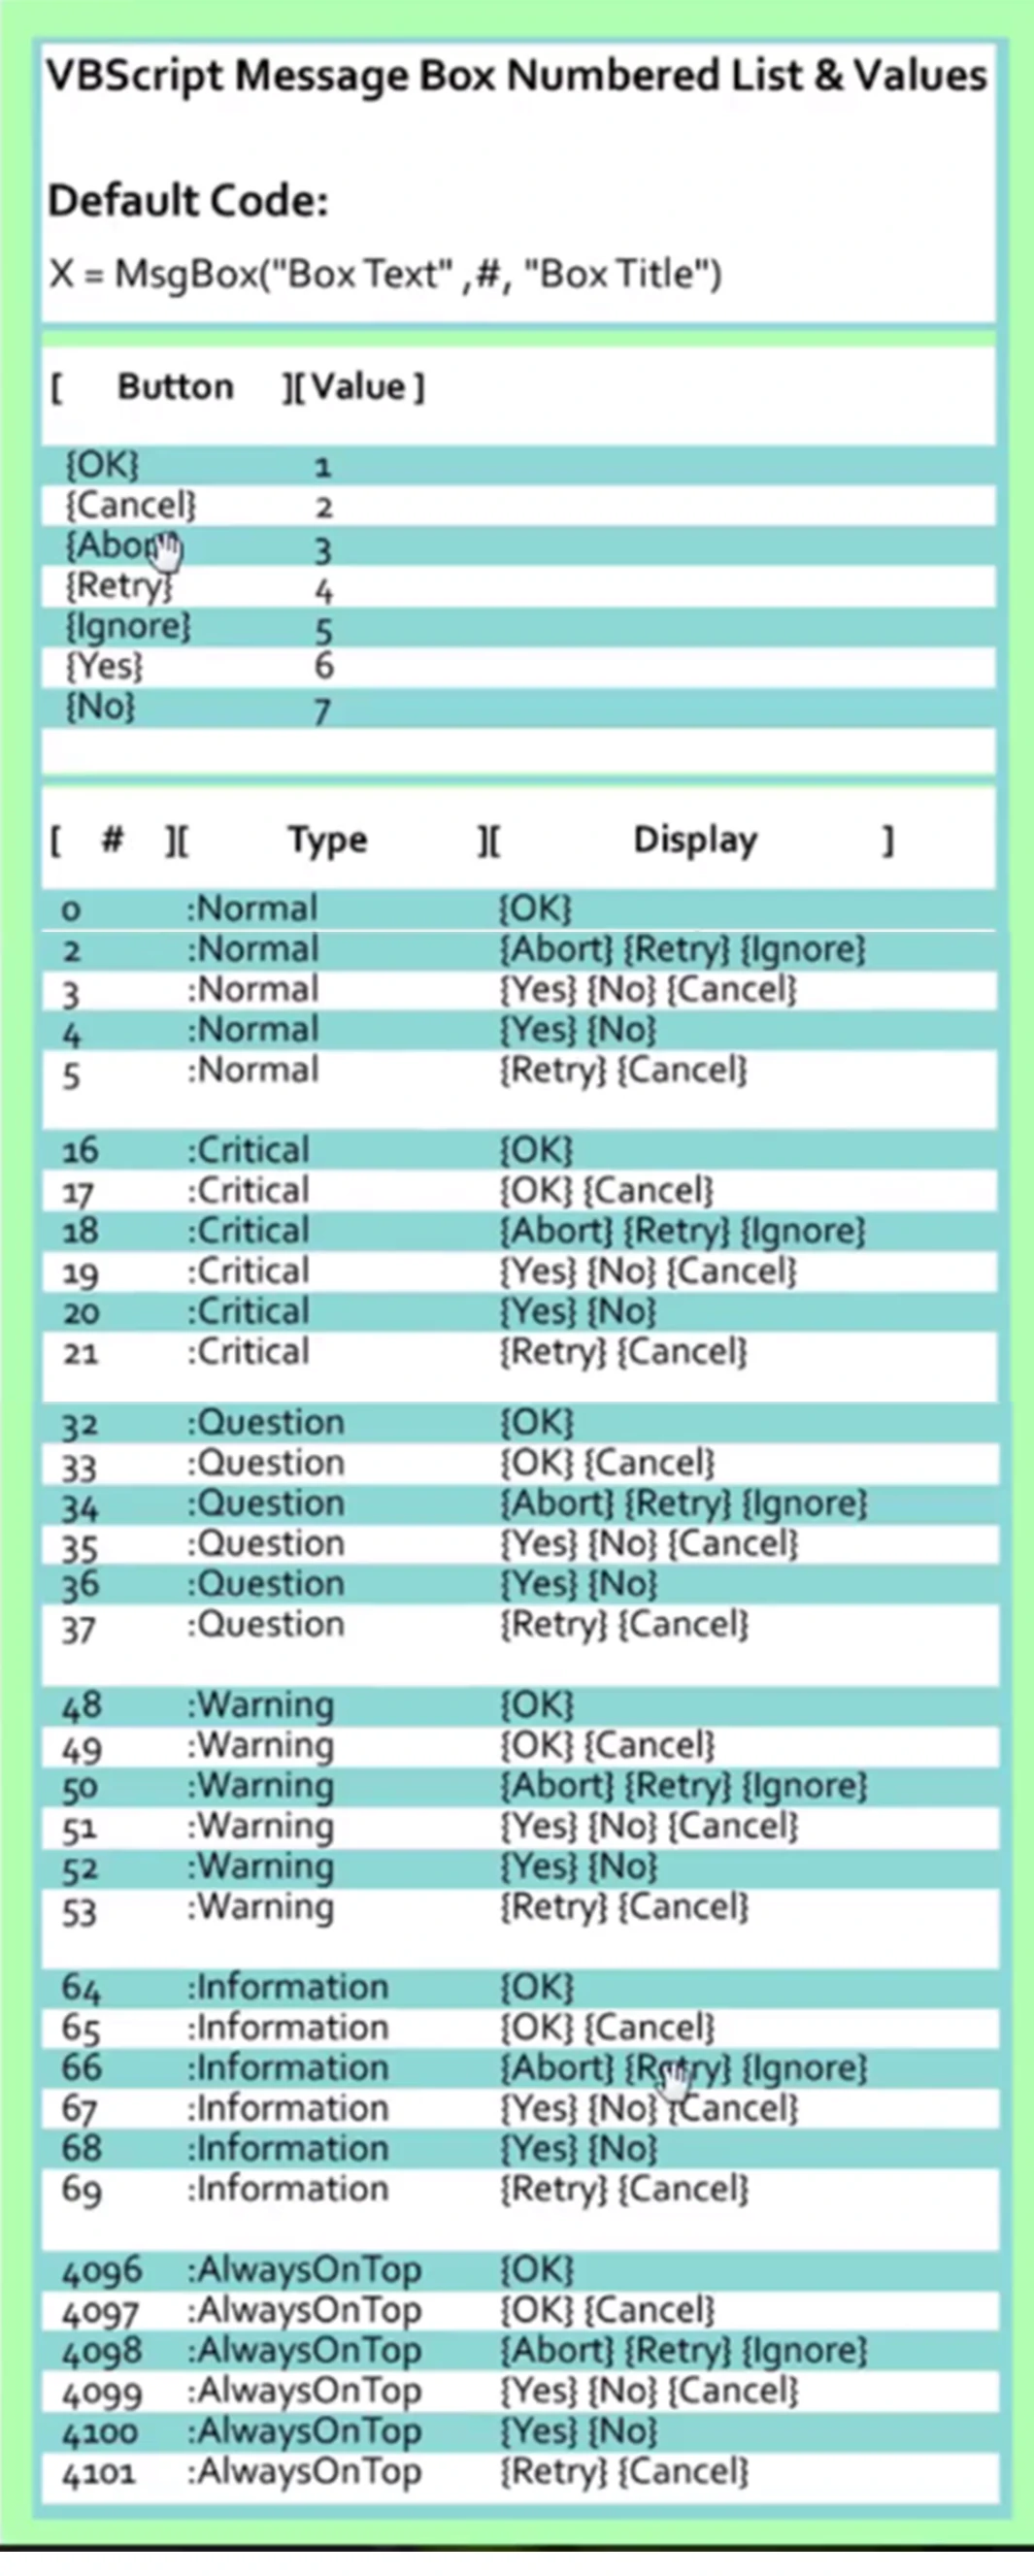 VBScript Message Box Numbered List & Values
Default Code:
X = MsgBox("Box Text" ,#, "Box Title")
[ Button ][ Value ]
{OK} 1
{Cancel} 2
3
{Retry} 4
{Ignore} 5
{Yes} 6
{No} 7
[ # ][ Type ][ Display ]
0 :Normal {OK}
2 :Normal {Abort} {Retry} {Ignore}
3 :Normal {Yes} {No} {Cancel}
4 :Normal {Yes} {No}
5 :Normal {Retry} {Cancel}
16 :Critical {OK}
17 :Critical {OK} {Cancel}
18 :Critical {Abort} {Retry} {Ignore}
19 :Critical {Yes} {No} {Cancel}
20 :Critical {Yes} {No}
21 :Critical {Retry} {Cancel}
32 :Question {OK}
33 :Question {OK} {Cancel}
34 :Question {Abort} {Retry} {Ignore}
35 :Question {Yes} {No} {Cancel}
36 :Question {Yes} {No}
37 :Question {Retry} {Cancel}
48 :Warning {OK}
49 :Warning {OK} {Cancel}
50 :Warning {Abort} {Retry} {Ignore}
51 :Warning {Yes} {No} {Cancel}
52 :Warning {Yes} {No}
53 :Warning {Retry} {Cancel}
64 :Information {OK}
65 :Information {OK} {Cancel}
66 :Information {Abort} {Retry} {Ignore}
67 :Information {Yes} {No} {Cancel}
68 :Information {Yes} {No}
69 :Information {Retry} {Cancel}
4096 :AlwaysOnTop {OK}
4097 :AlwaysOnTop {OK} {Cancel}
4098 :AlwaysOnTop {Abort} {Retry} {Ignore}
4099 :AlwaysOnTop {Yes} {No} {Cancel}
4100 :AlwaysOnTop {Yes} {No}
4101 :AlwaysOnTop {Retry} {Cancel}